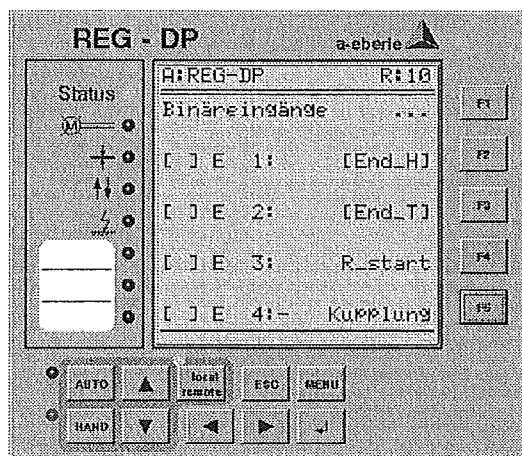 REG - DP
a-eberle
Status
M
A:REG-DP R:10
Binäreingänge ...
[ ] E 1: [End_H]
[ ] E 2: [End_T]
[ ] E 3: R_start
[ ] E 4:- Kupplung
F1
F2
F3
F4
F5
AUTO
local
remote
ESC
MENU
HAND